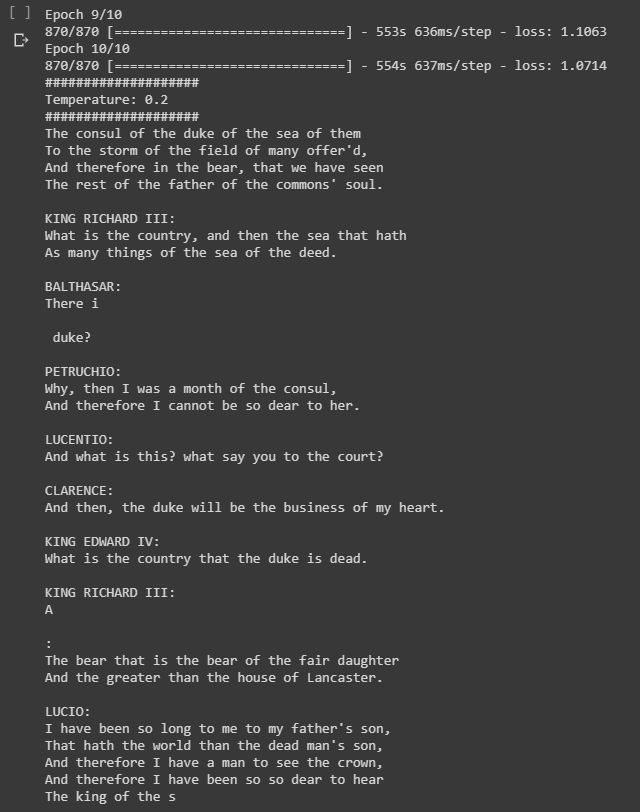 [ ] Epoch 9/10
870/870 [==============================] - 553s 636ms/step - loss: 1.1063
Epoch 10/10
870/870 [==============================] - 554s 637ms/step - loss: 1.0714
####################
Temperature: 0.2
####################
The consul of the duke of the sea of them
To the storm of the field of many offer'd,
And therefore in the bear, that we have seen
The rest of the father of the commons' soul.

KING RICHARD III:
What is the country, and then the sea that hath
As many things of the sea of the deed.

BALTHASAR:
There i

 duke?

PETRUCHIO:
Why, then I was a month of the consul,
And therefore I cannot be so dear to her.

LUCENTIO:
And what is this? what say you to the court?

CLARENCE:
And then, the duke will be the business of my heart.

KING EDWARD IV:
What is the country that the duke is dead.

KING RICHARD III:
A

:
The bear that is the bear of the fair daughter
And the greater than the house of Lancaster.

LUCIO:
I have been so long to me to my father's son,
That hath the world than the dead man's son,
And therefore I have a man to see the crown,
And therefore I have been so so dear to hear
The king of the s